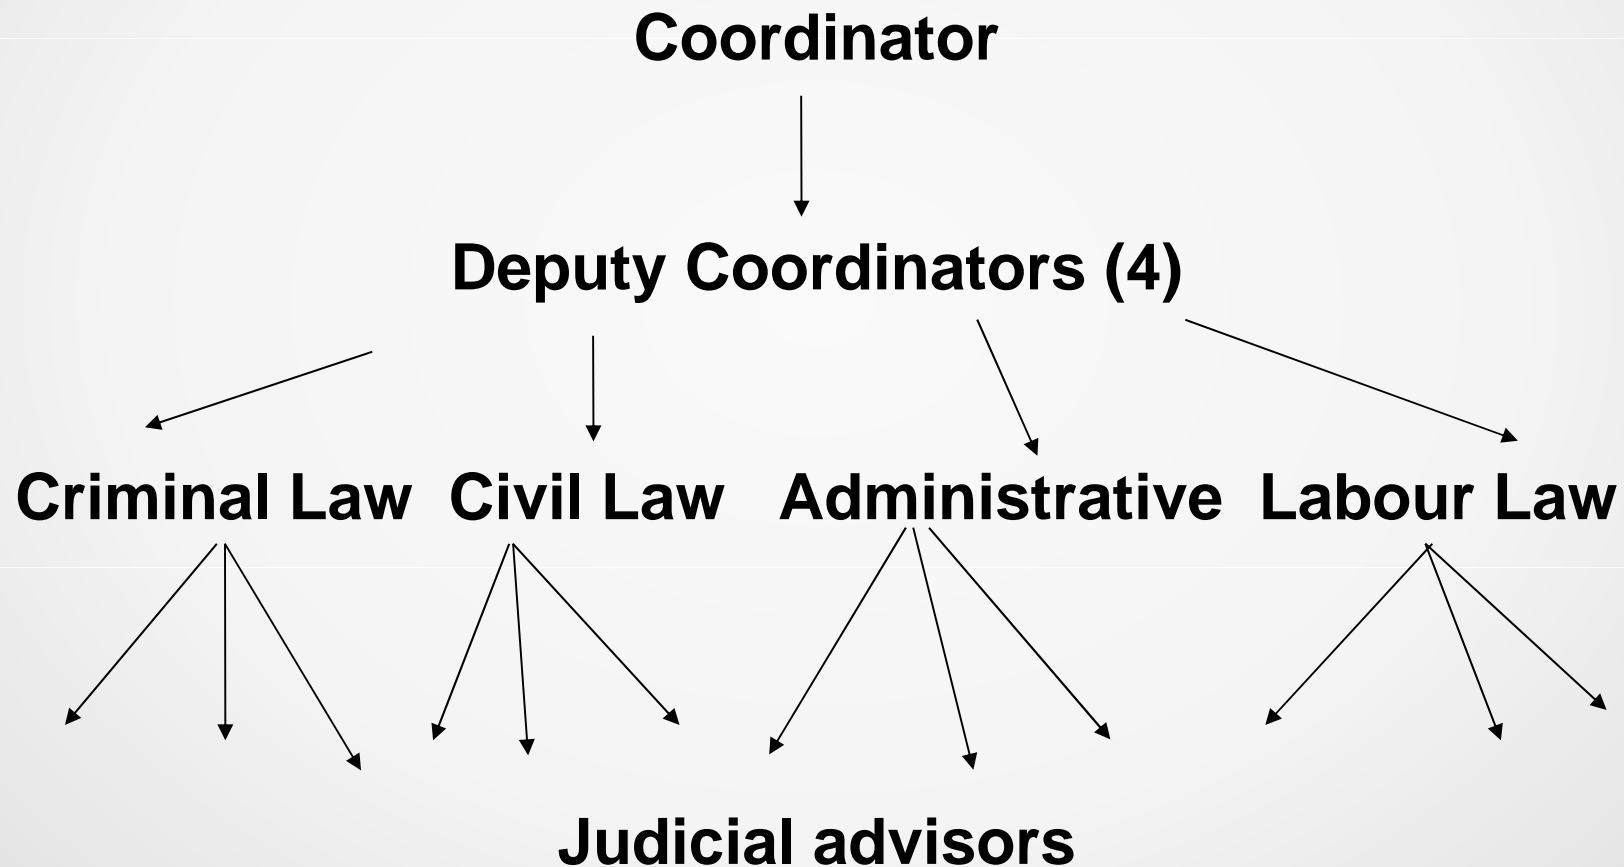 Coordinator
Deputy Coordinators (4)
Criminal Law Civil Law Administrative Labour Law
Judicial advisors